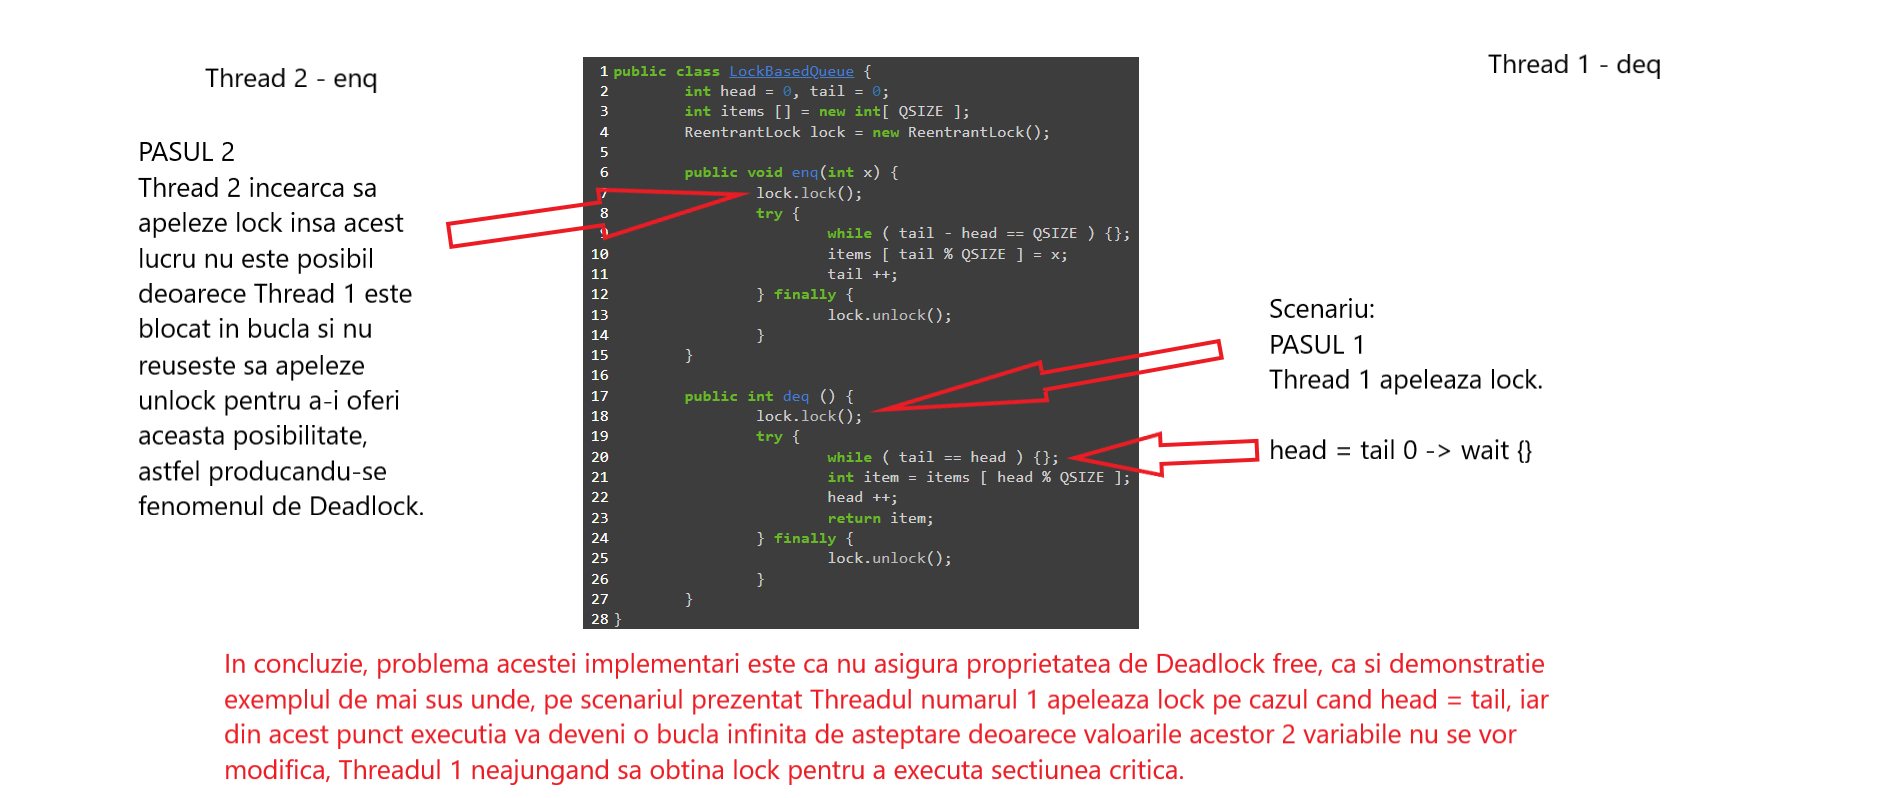 Thread 2 - enq
Thread 1 - deq
PASUL 2
Thread 2 incearca sa
apeleze lock insa acest
lucru nu este posibil
deoarece Thread 1 este
blocat in bucla si nu
reuseste sa apeleze
unlock pentru a-i oferi
aceasta posibilitate,
astfel producandu-se
fenomenul de Deadlock.
1 public class LockBasedQueue {
2 int head = 0, tail = 0;
3 int items [] = new int[ QSIZE ];
4 ReentrantLock lock = new ReentrantLock();
5
6 public void enq(int x) {
7 lock.lock();
8 try {
9 while ( tail - head == QSIZE ) {};
10 items [ tail % QSIZE ] = x;
11 tail ++;
12 } finally {
13 lock.unlock();
14 }
15 }
16
17 public int deq () {
18 lock.lock();
19 try {
20 while ( tail == head ) {};
21 int item = items [ head % QSIZE ];
22 head ++;
23 return item;
24 } finally {
25 lock.unlock();
26 }
27 }
28 }
Scenariu:
PASUL 1
Thread 1 apeleaza lock.
head = tail 0 -> wait {}
In concluzie, problema acestei implementari este ca nu asigura proprietatea de Deadlock free, ca si demonstratie
exemplul de mai sus unde, pe scenariul prezentat Threadul numarul 1 apeleaza lock pe cazul cand head = tail, iar
din acest punct executia va deveni o bucla infinita de asteptare deoarece valoarile acestor 2 variabile nu se vor
modifica, Threadul 1 neajungand sa obtina lock pentru a executa sectiunea critica.